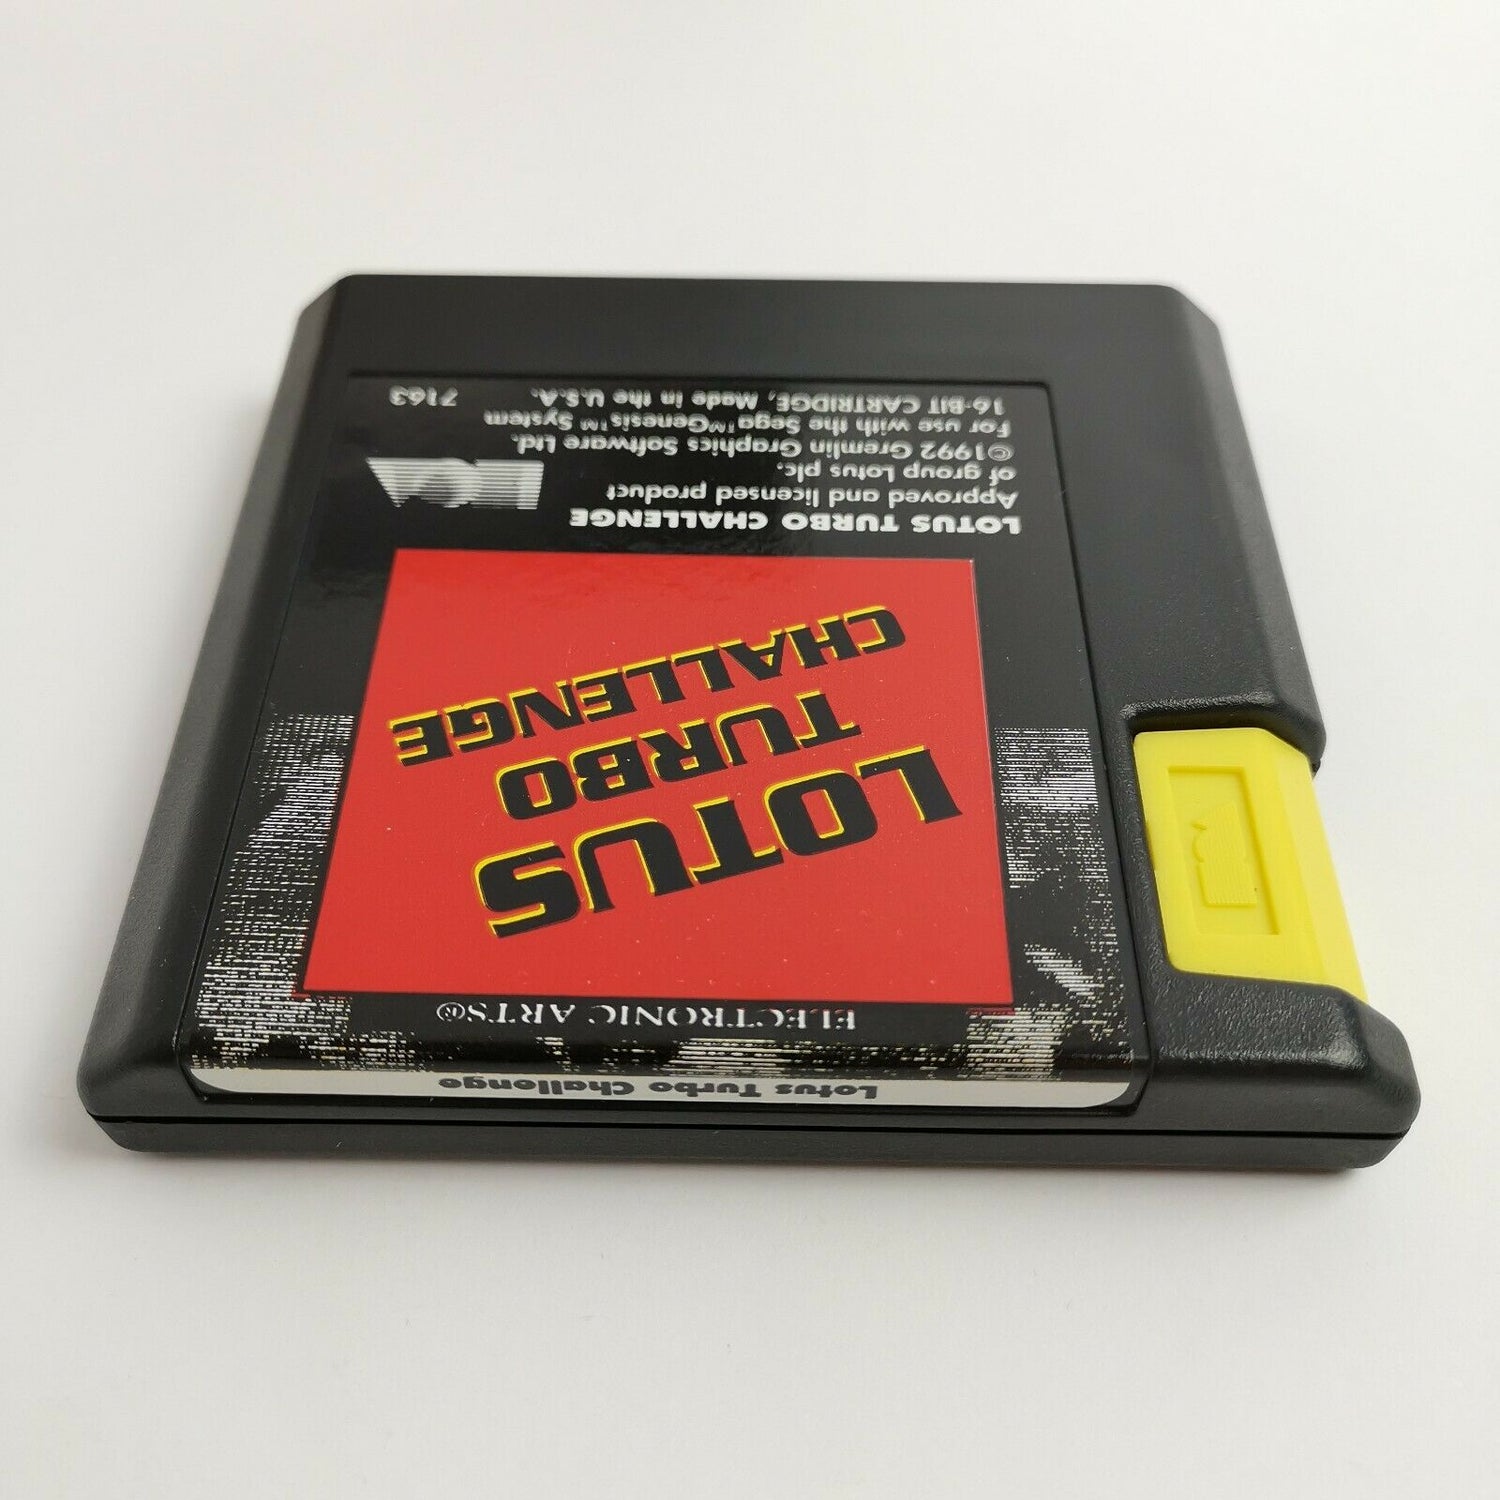 Lotus Turbo Challenge
ELECTRONIC ARTS®
LOTUS
TURBO
CHALLENGE
LOTUS TURBO CHALLENGE
Approved and licensed product
of group Lotus plc.
©1992 Gremlin Graphics Software Ltd.
For use with the Sega™Genesis™ System
16-BIT CARTRIDGE, Made in the U.S.A.
EA
7163